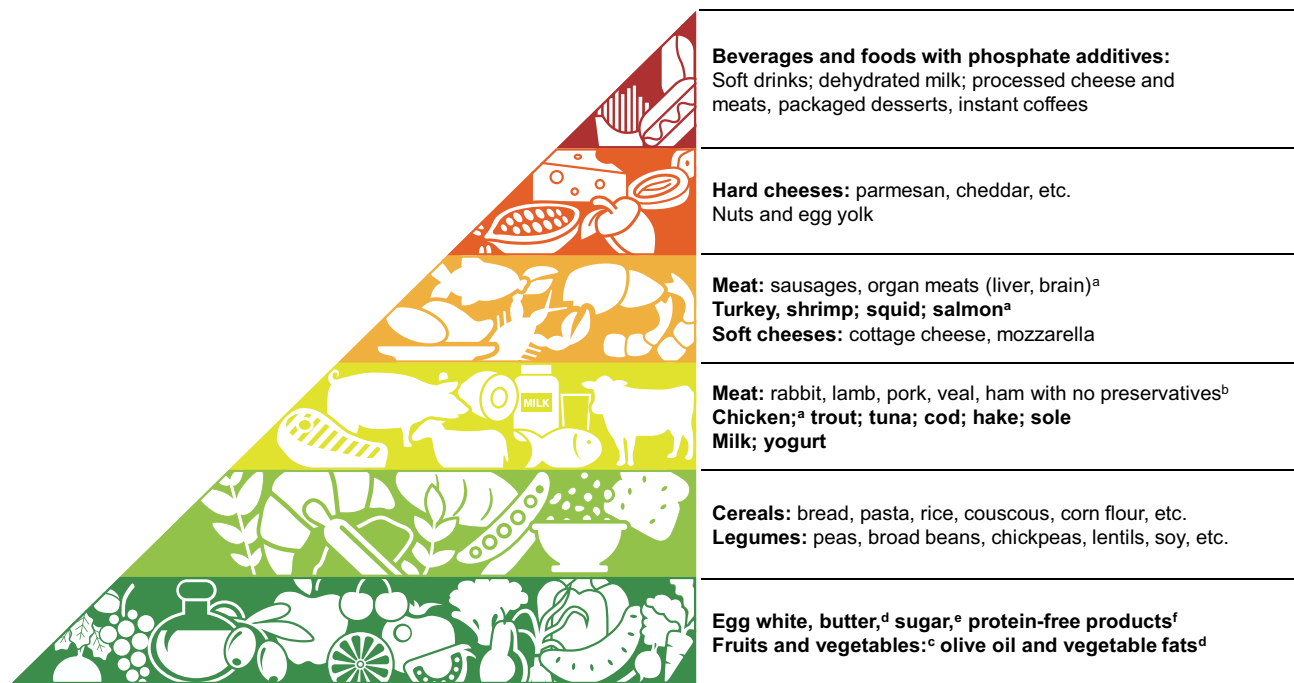 Beverages and foods with phosphate additives:
Soft drinks; dehydrated milk; processed cheese and
meats, packaged desserts, instant coffees
Hard cheeses: parmesan, cheddar, etc.
Nuts and egg yolk
Meat: sausages, organ meats (liver, brain)ᵃ
Turkey, shrimp; squid; salmonᵃ
Soft cheeses: cottage cheese, mozzarella
MILK
Meat: rabbit, lamb, pork, veal, ham with no preservativesᵇ
Chicken;ᵃ trout; tuna; cod; hake; sole
Milk; yogurt
Cereals: bread, pasta, rice, couscous, corn flour, etc.
Legumes: peas, broad beans, chickpeas, lentils, soy, etc.
Egg white, butter,ᵈ sugar,ᵉ protein-free productsᶠ
Fruits and vegetables:ᶜ olive oil and vegetable fatsᵈ